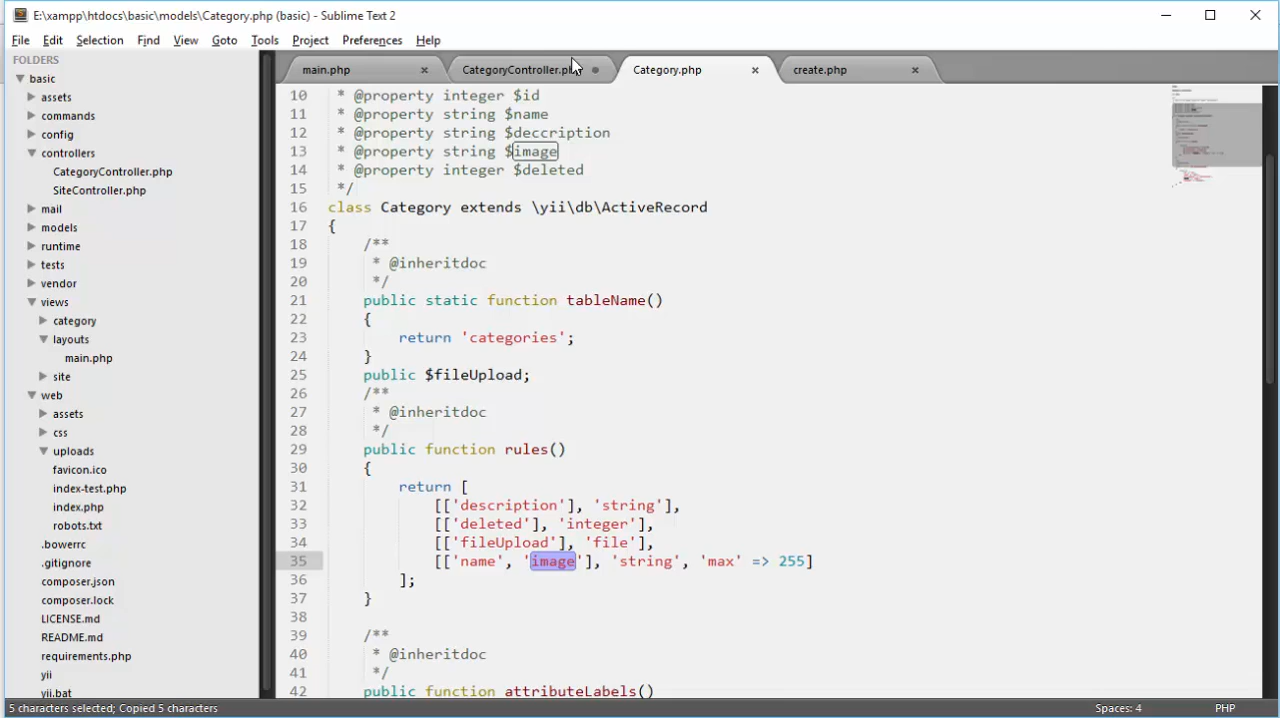 E:\xampp\htdocs\basic\models\Category.php (basic) - Sublime Text 2
File Edit Selection Find View Goto Tools Project Preferences Help
FOLDERS
basic
assets
commands
config
controllers
CategoryController.php
SiteController.php
mail
models
runtime
tests
vendor
views
category
layouts
main.php
site
web
assets
css
uploads
favicon.ico
index-test.php
index.php
robots.txt
.bowerrc
.gitignore
composer.json
composer.lock
LICENSE.md
README.md
requirements.php
yii
yii.bat
main.php CategoryController.php Category.php create.php
10 * @property integer $id
11 * @property string $name
12 * @property string $deccription
13 * @property string $image
14 * @property integer $deleted
15 */
16 class Category extends \yii\db\ActiveRecord
17 {
18 /**
19 * @inheritdoc
20 */
21 public static function tableName()
22 {
23 return 'categories';
24 }
25 public $fileUpload;
26 /**
27 * @inheritdoc
28 */
29 public function rules()
30 {
31 return [
32 [['description'], 'string'],
33 [['deleted'], 'integer'],
34 [['fileUpload'], 'file'],
35 [['name', 'image'], 'string', 'max' => 255]
36 ];
37 }
38
39 /**
40 * @inheritdoc
41 */
42 public function attributeLabels()
5 characters selected; Copied 5 characters Spaces: 4 PHP